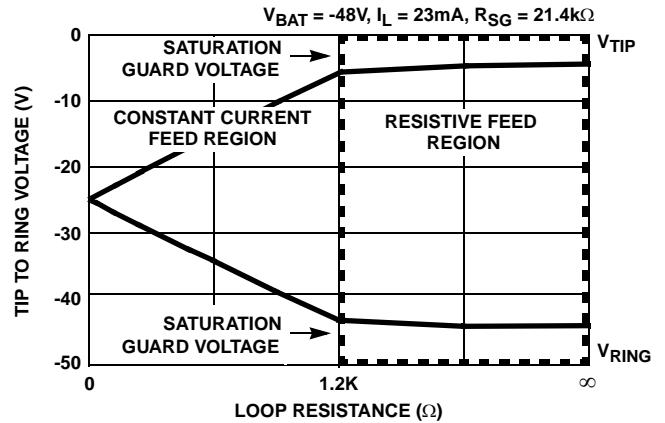 V_BAT = -48V, I_L = 23mA, R_SG = 21.4kΩ
0
-10
-20
-30
-40
-50
TIP TO RING VOLTAGE (V)
SATURATION
GUARD VOLTAGE
V_TIP
CONSTANT CURRENT
FEED REGION
RESISTIVE FEED
REGION
SATURATION
GUARD VOLTAGE
V_RING
0
1.2K
∞
LOOP RESISTANCE (Ω)